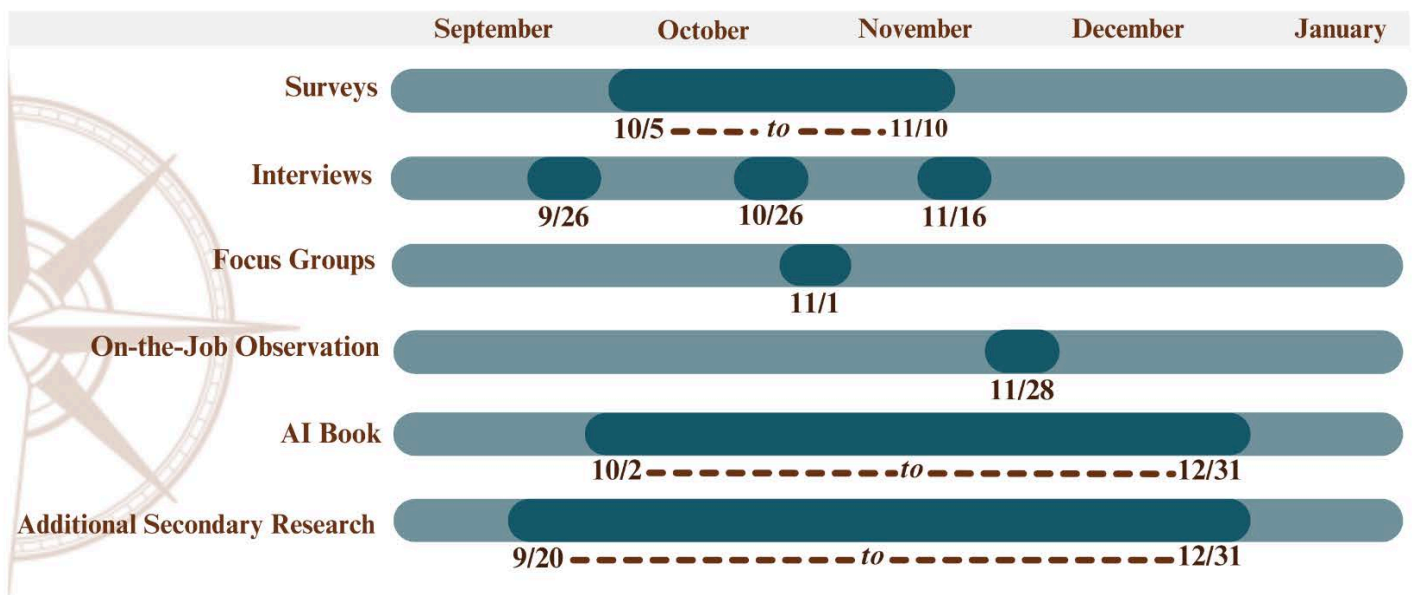 September October November December January
Surveys
10/5 to 11/10
Interviews
9/26 10/26 11/16
Focus Groups
11/1
On-the-Job Observation
11/28
AI Book
10/2 to 12/31
Additional Secondary Research
9/20 to 12/31